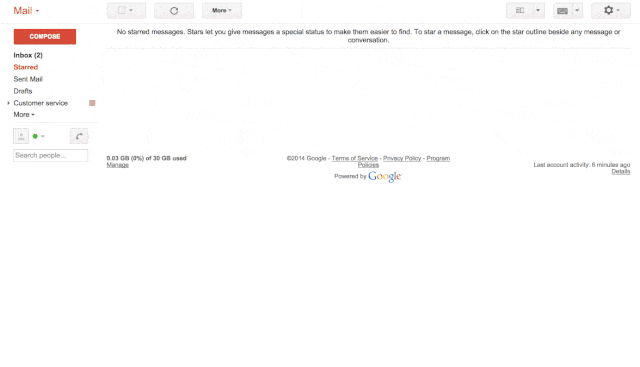 Mail
More
COMPOSE
No starred messages. Stars let you give messages a special status to make them easier to find. To star a message, click on the star outline beside any message or
conversation.
Inbox (2)
Starred
Sent Mail
Drafts
Customer service
More
Search people...
0.03 GB (0%) of 30 GB used
Manage
©2014 Google - Terms of Service - Privacy Policy - Program
Policies
Powered by Google
Last account activity: 6 minutes ago
Details